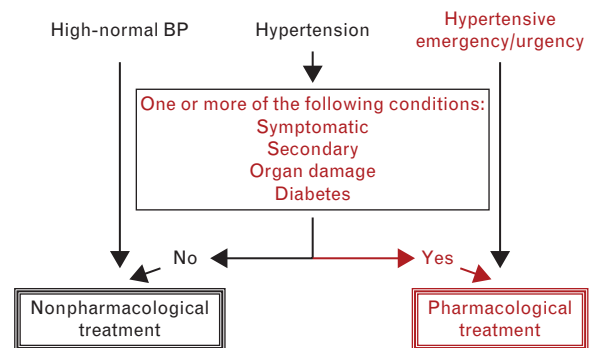 High-normal BP
Hypertension
Hypertensive
emergency/urgency
One or more of the following conditions:
Symptomatic
Secondary
Organ damage
Diabetes
No
Yes
Nonpharmacological
treatment
Pharmacological
treatment